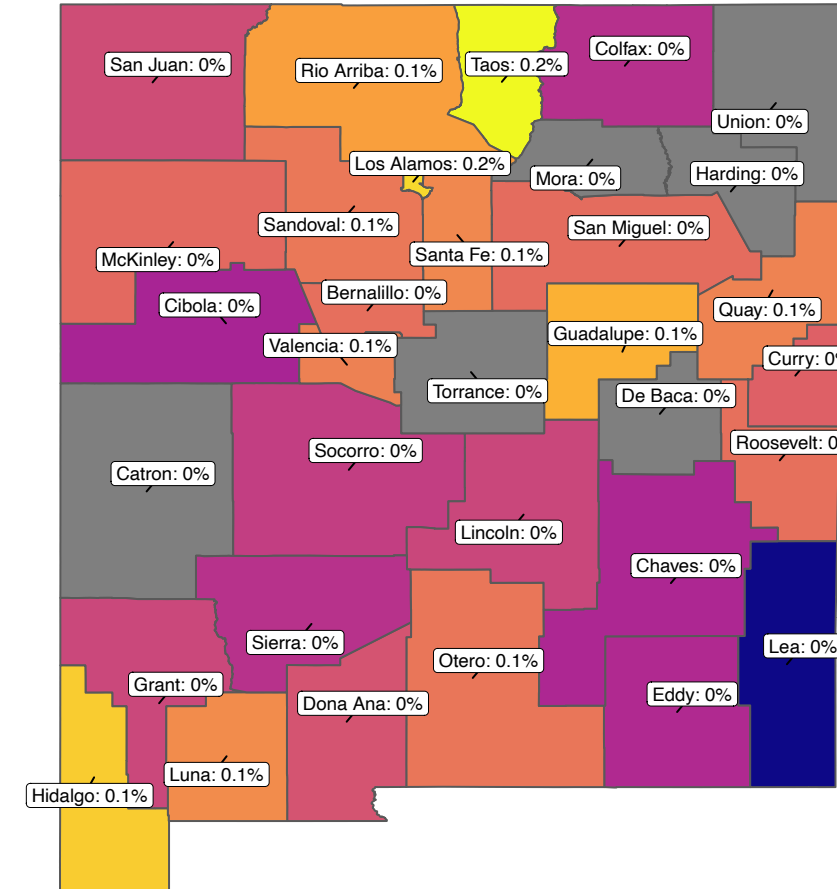 Colfax: 0%
San Juan: 0%
Rio Arriba: 0.1%
Taos: 0.2%
Union: 0%
Los Alamos: 0.2%
Mora: 0%
Harding: 0%
Sandoval: 0.1%
San Miguel: 0%
McKinley: 0%
Santa Fe: 0.1%
Cibola: 0%
Bernalillo: 0%
Quay: 0.1%
Valencia: 0.1%
Guadalupe: 0.1%
Curry: 0%
Torrance: 0%
De Baca: 0%
Socorro: 0%
Roosevelt: 0
Catron: 0%
Lincoln: 0%
Chaves: 0%
Sierra: 0%
Lea: 0%
Otero: 0.1%
Grant: 0%
Eddy: 0%
Dona Ana: 0%
Luna: 0.1%
Hidalgo: 0.1%